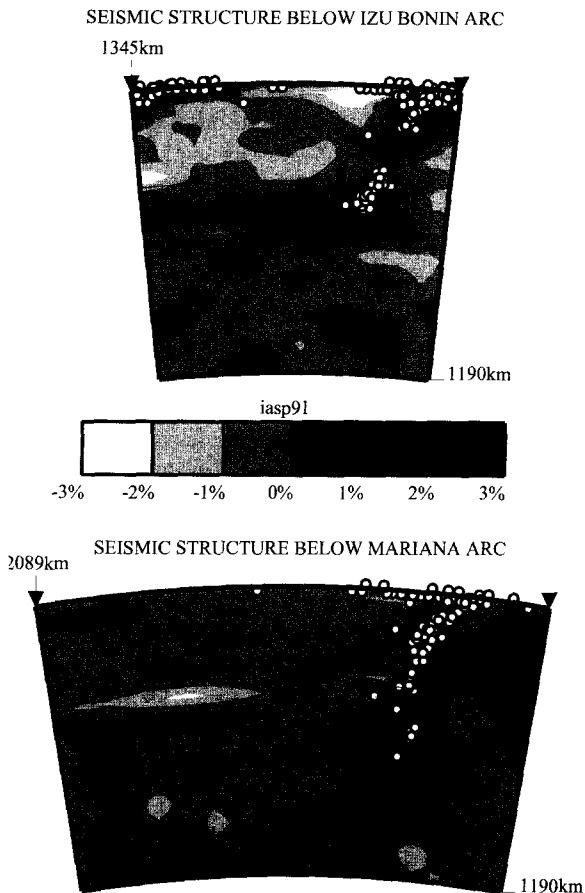 SEISMIC STRUCTURE BELOW IZU BONIN ARC
1345km
1190km
iasp91
-3% -2% -1% 0% 1% 2% 3%
SEISMIC STRUCTURE BELOW MARIANA ARC
2089km
1190km